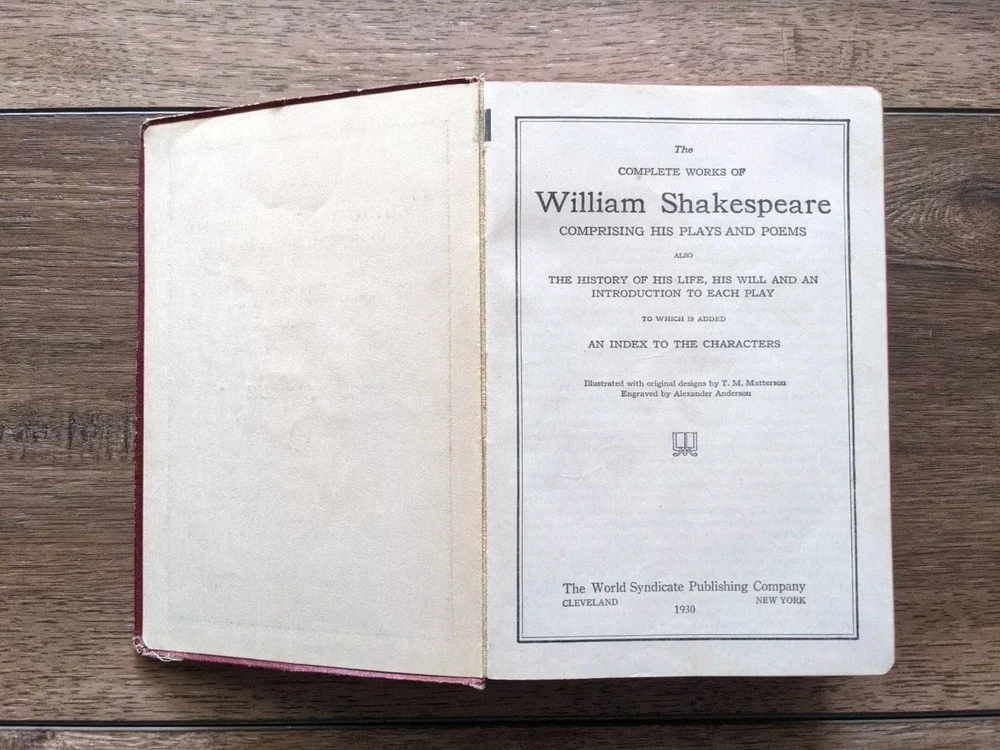 The
COMPLETE WORKS OF
William Shakespeare
COMPRISING HIS PLAYS AND POEMS
ALSO
THE HISTORY OF HIS LIFE, HIS WILL AND AN
INTRODUCTION TO EACH PLAY
TO WHICH IS ADDED
AN INDEX TO THE CHARACTERS
Illustrated with original designs by T. M. Matterson
Engraved by Alexander Anderson
The World Syndicate Publishing Company
CLEVELAND NEW YORK
1930